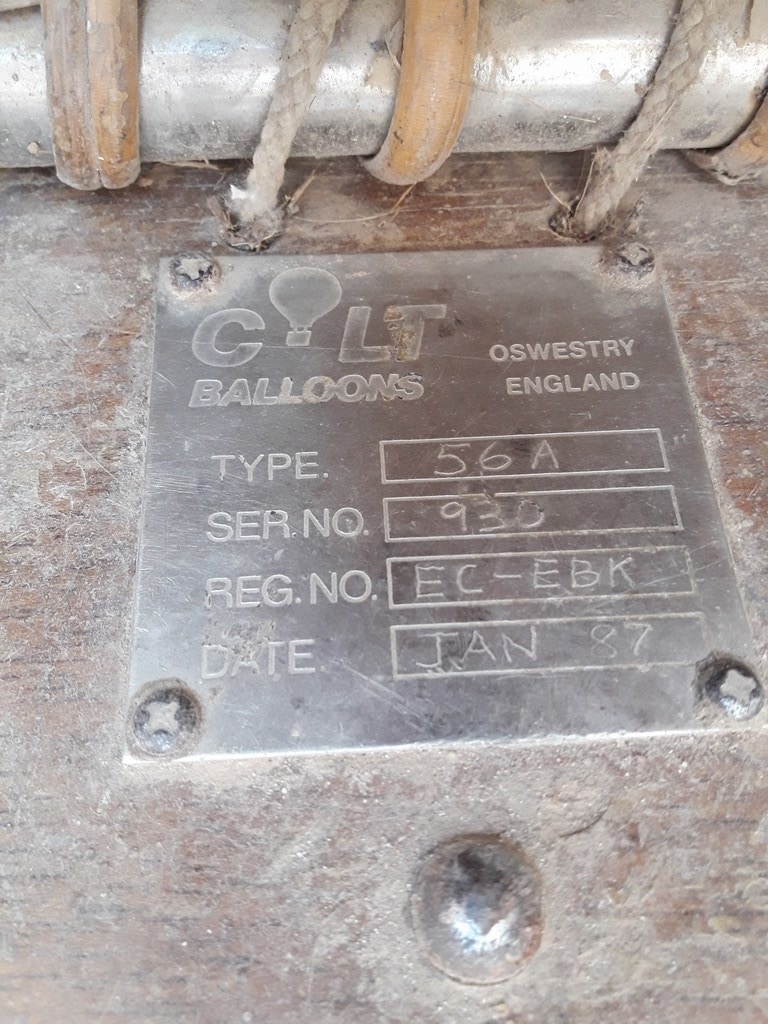 COLT
BALLOONS
OSWESTRY
ENGLAND
TYPE. 56A
SER.NO. 930
REG.NO. EC-EBK
DATE JAN 87